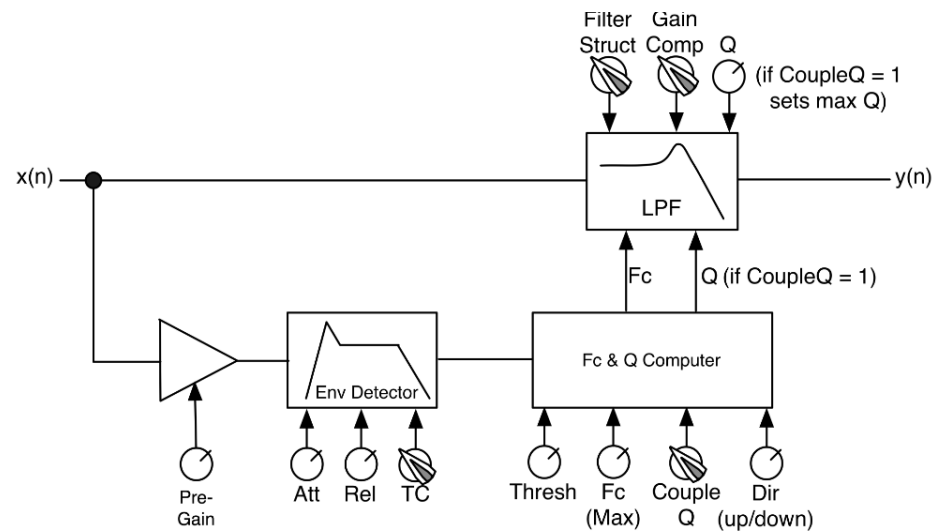 Filter
Struct
Gain
Comp
Q
(if CoupleQ = 1
sets max Q)
x(n)
y(n)
LPF
Fc
Q (if CoupleQ = 1)
Env Detector
Fc & Q Computer
Pre-
Gain
Att
Rel
TC
Thresh
Fc
(Max)
Couple
Q
Dir
(up/down)